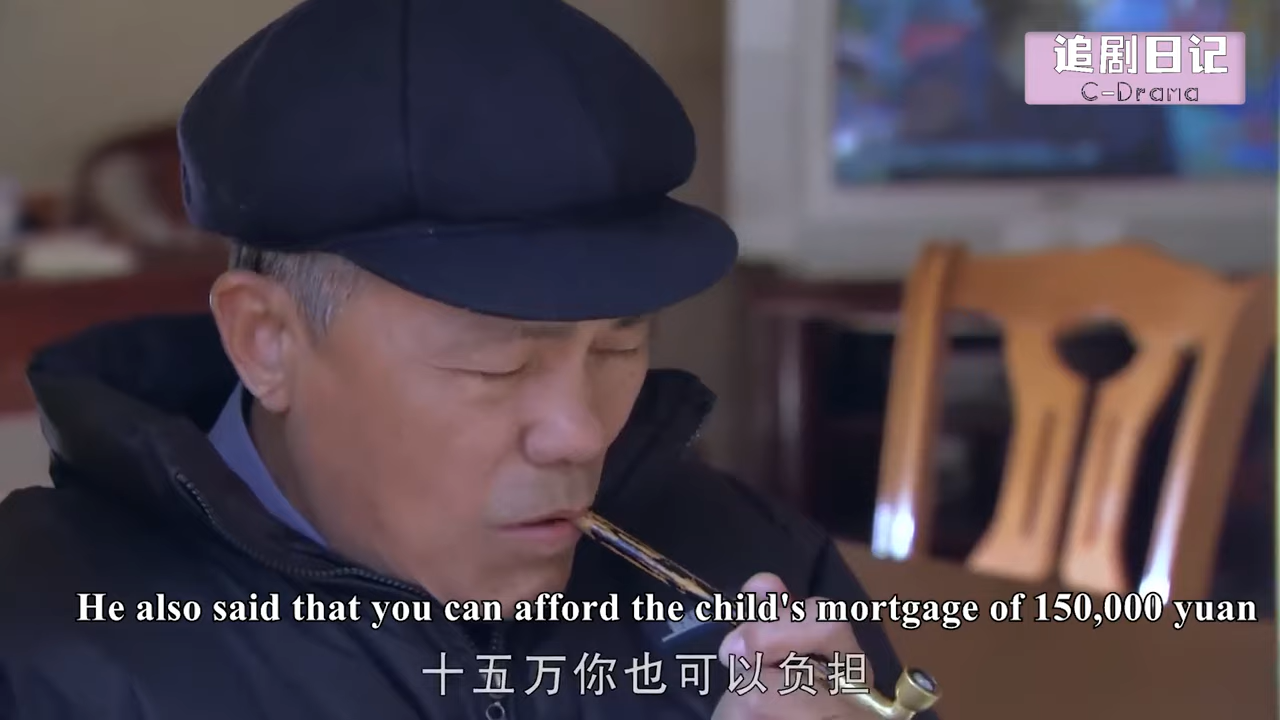 追剧日记
C-Drama
He also said that you can afford the child's mortgage of 150,000 yuan
十五万你也可以负担